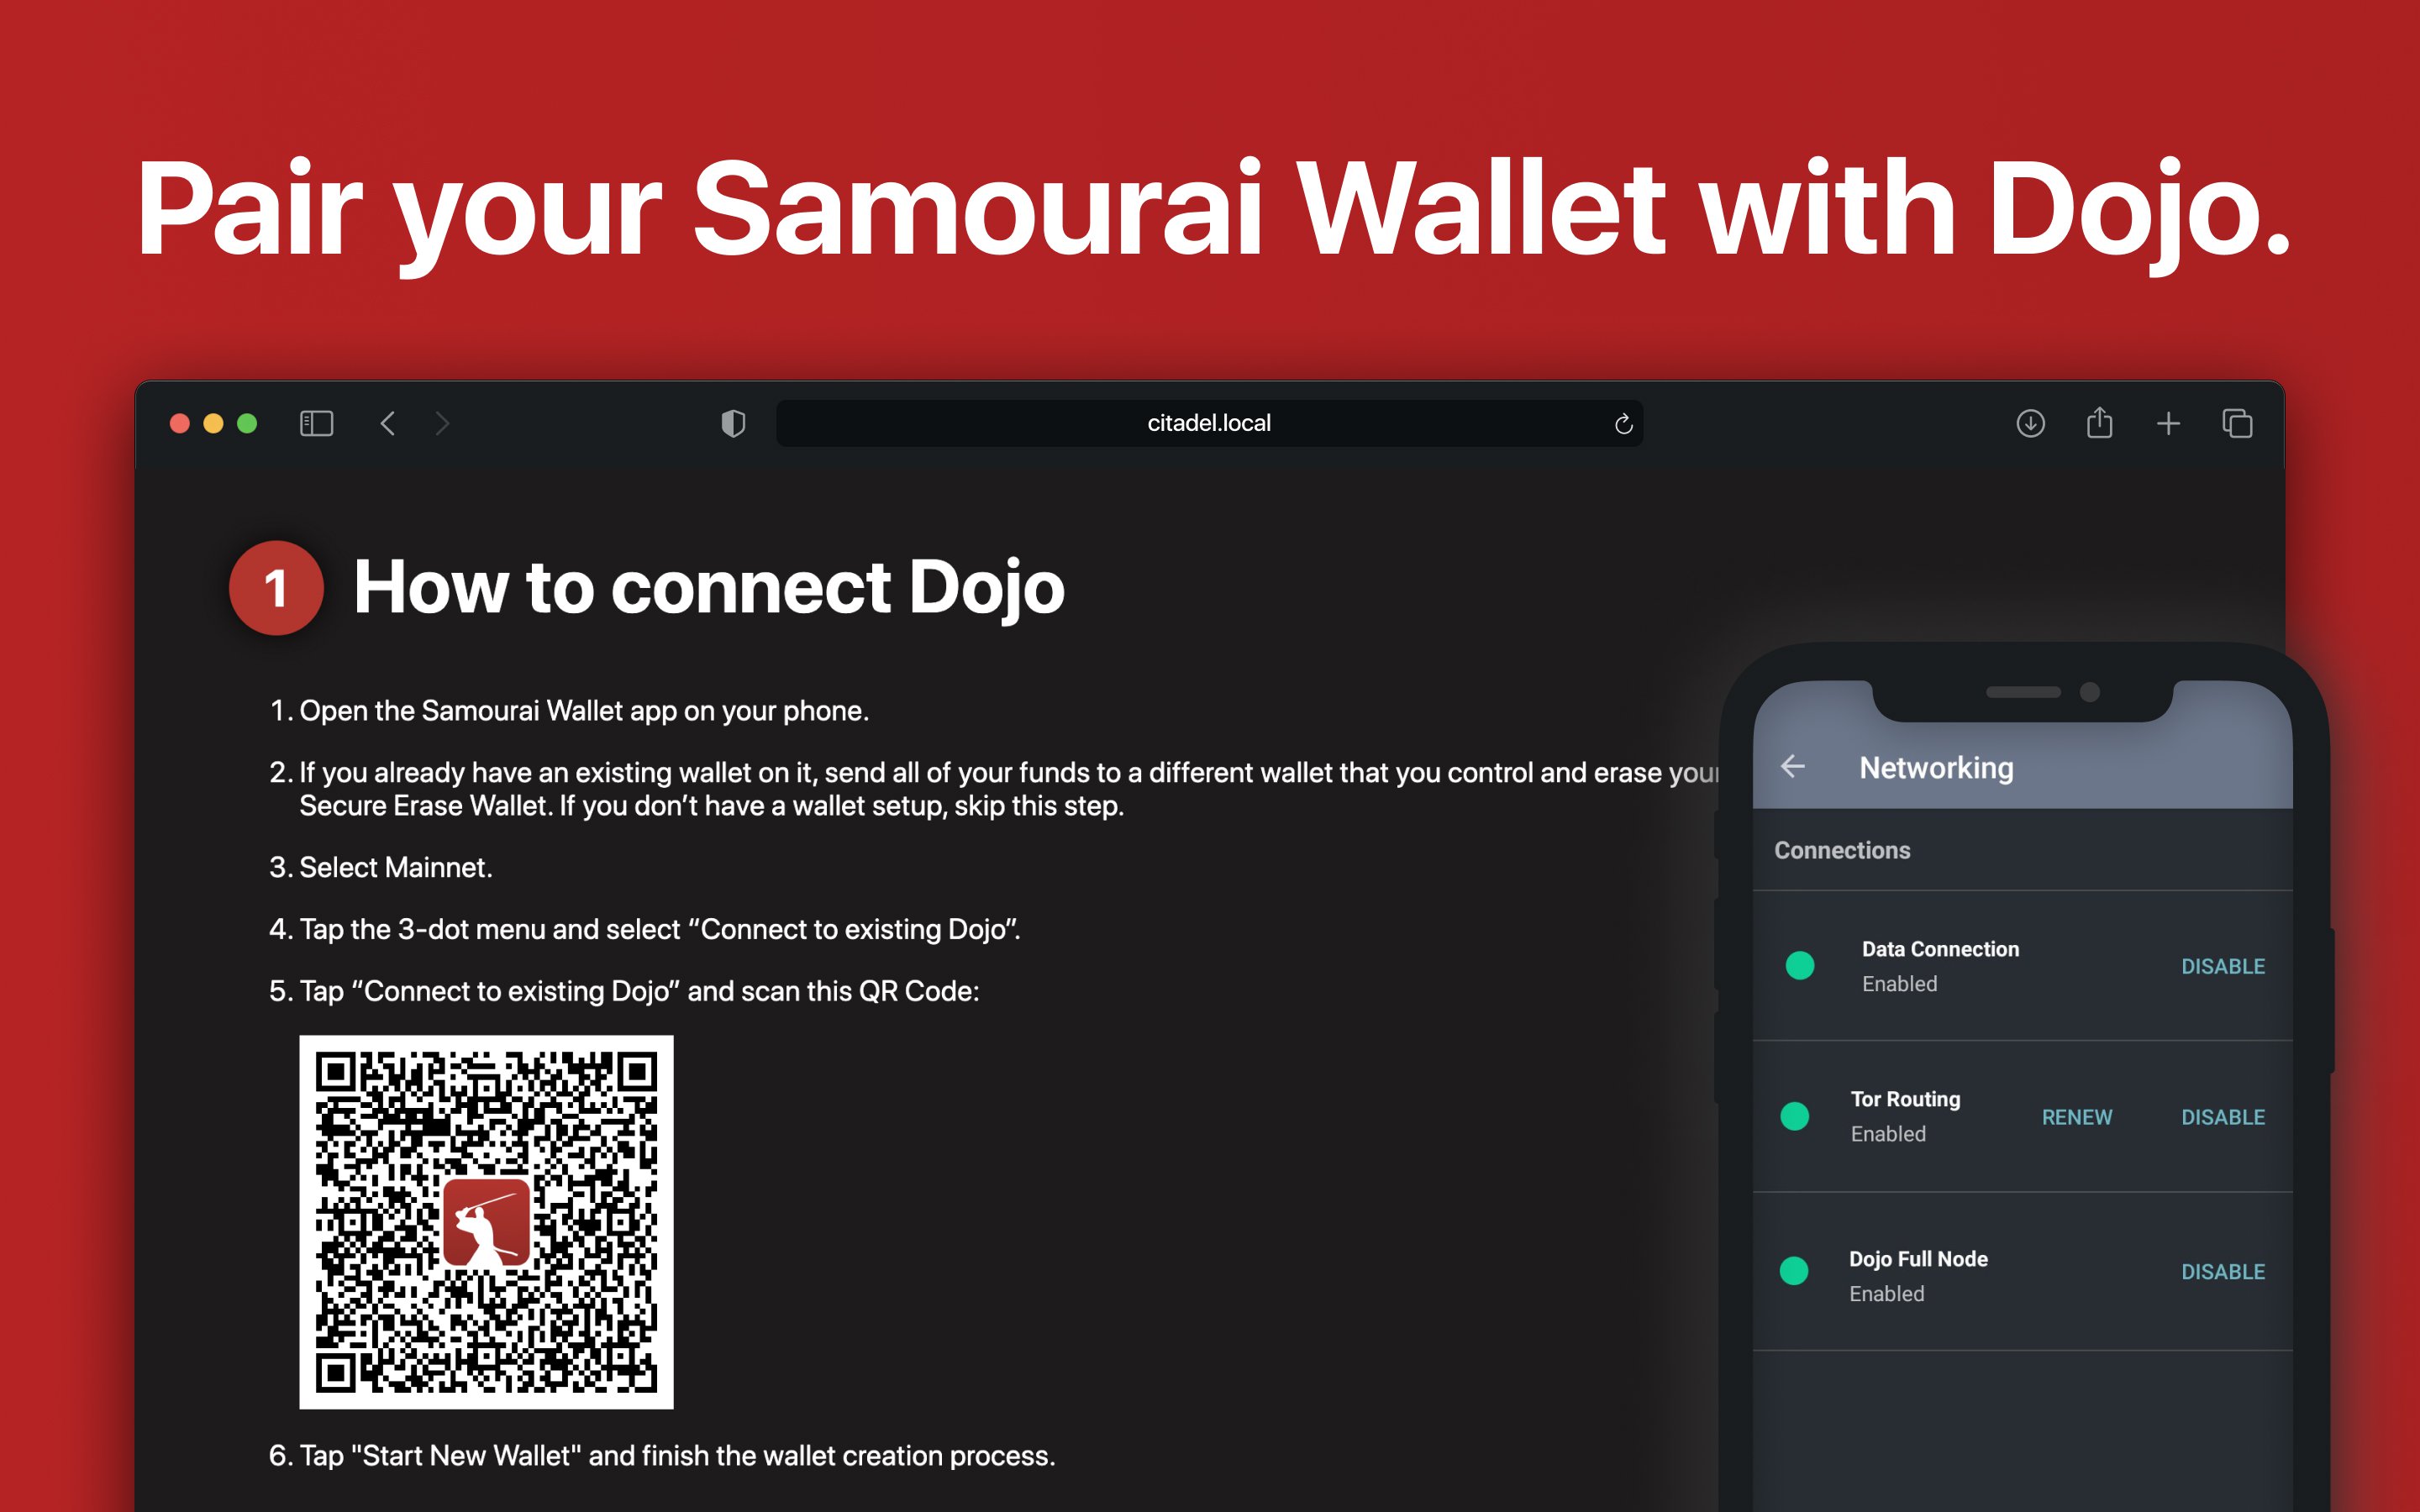 Pair your Samourai Wallet with Dojo.
citadel.local
1 How to connect Dojo
1. Open the Samourai Wallet app on your phone.
2. If you already have an existing wallet on it, send all of your funds to a different wallet that you control and erase your
Secure Erase Wallet. If you don’t have a wallet setup, skip this step.
3. Select Mainnet.
4. Tap the 3-dot menu and select “Connect to existing Dojo”.
5. Tap “Connect to existing Dojo” and scan this QR Code:
6. Tap "Start New Wallet" and finish the wallet creation process.
Networking
Connections
Data Connection
Enabled
DISABLE
Tor Routing
Enabled
RENEW
DISABLE
Dojo Full Node
Enabled
DISABLE